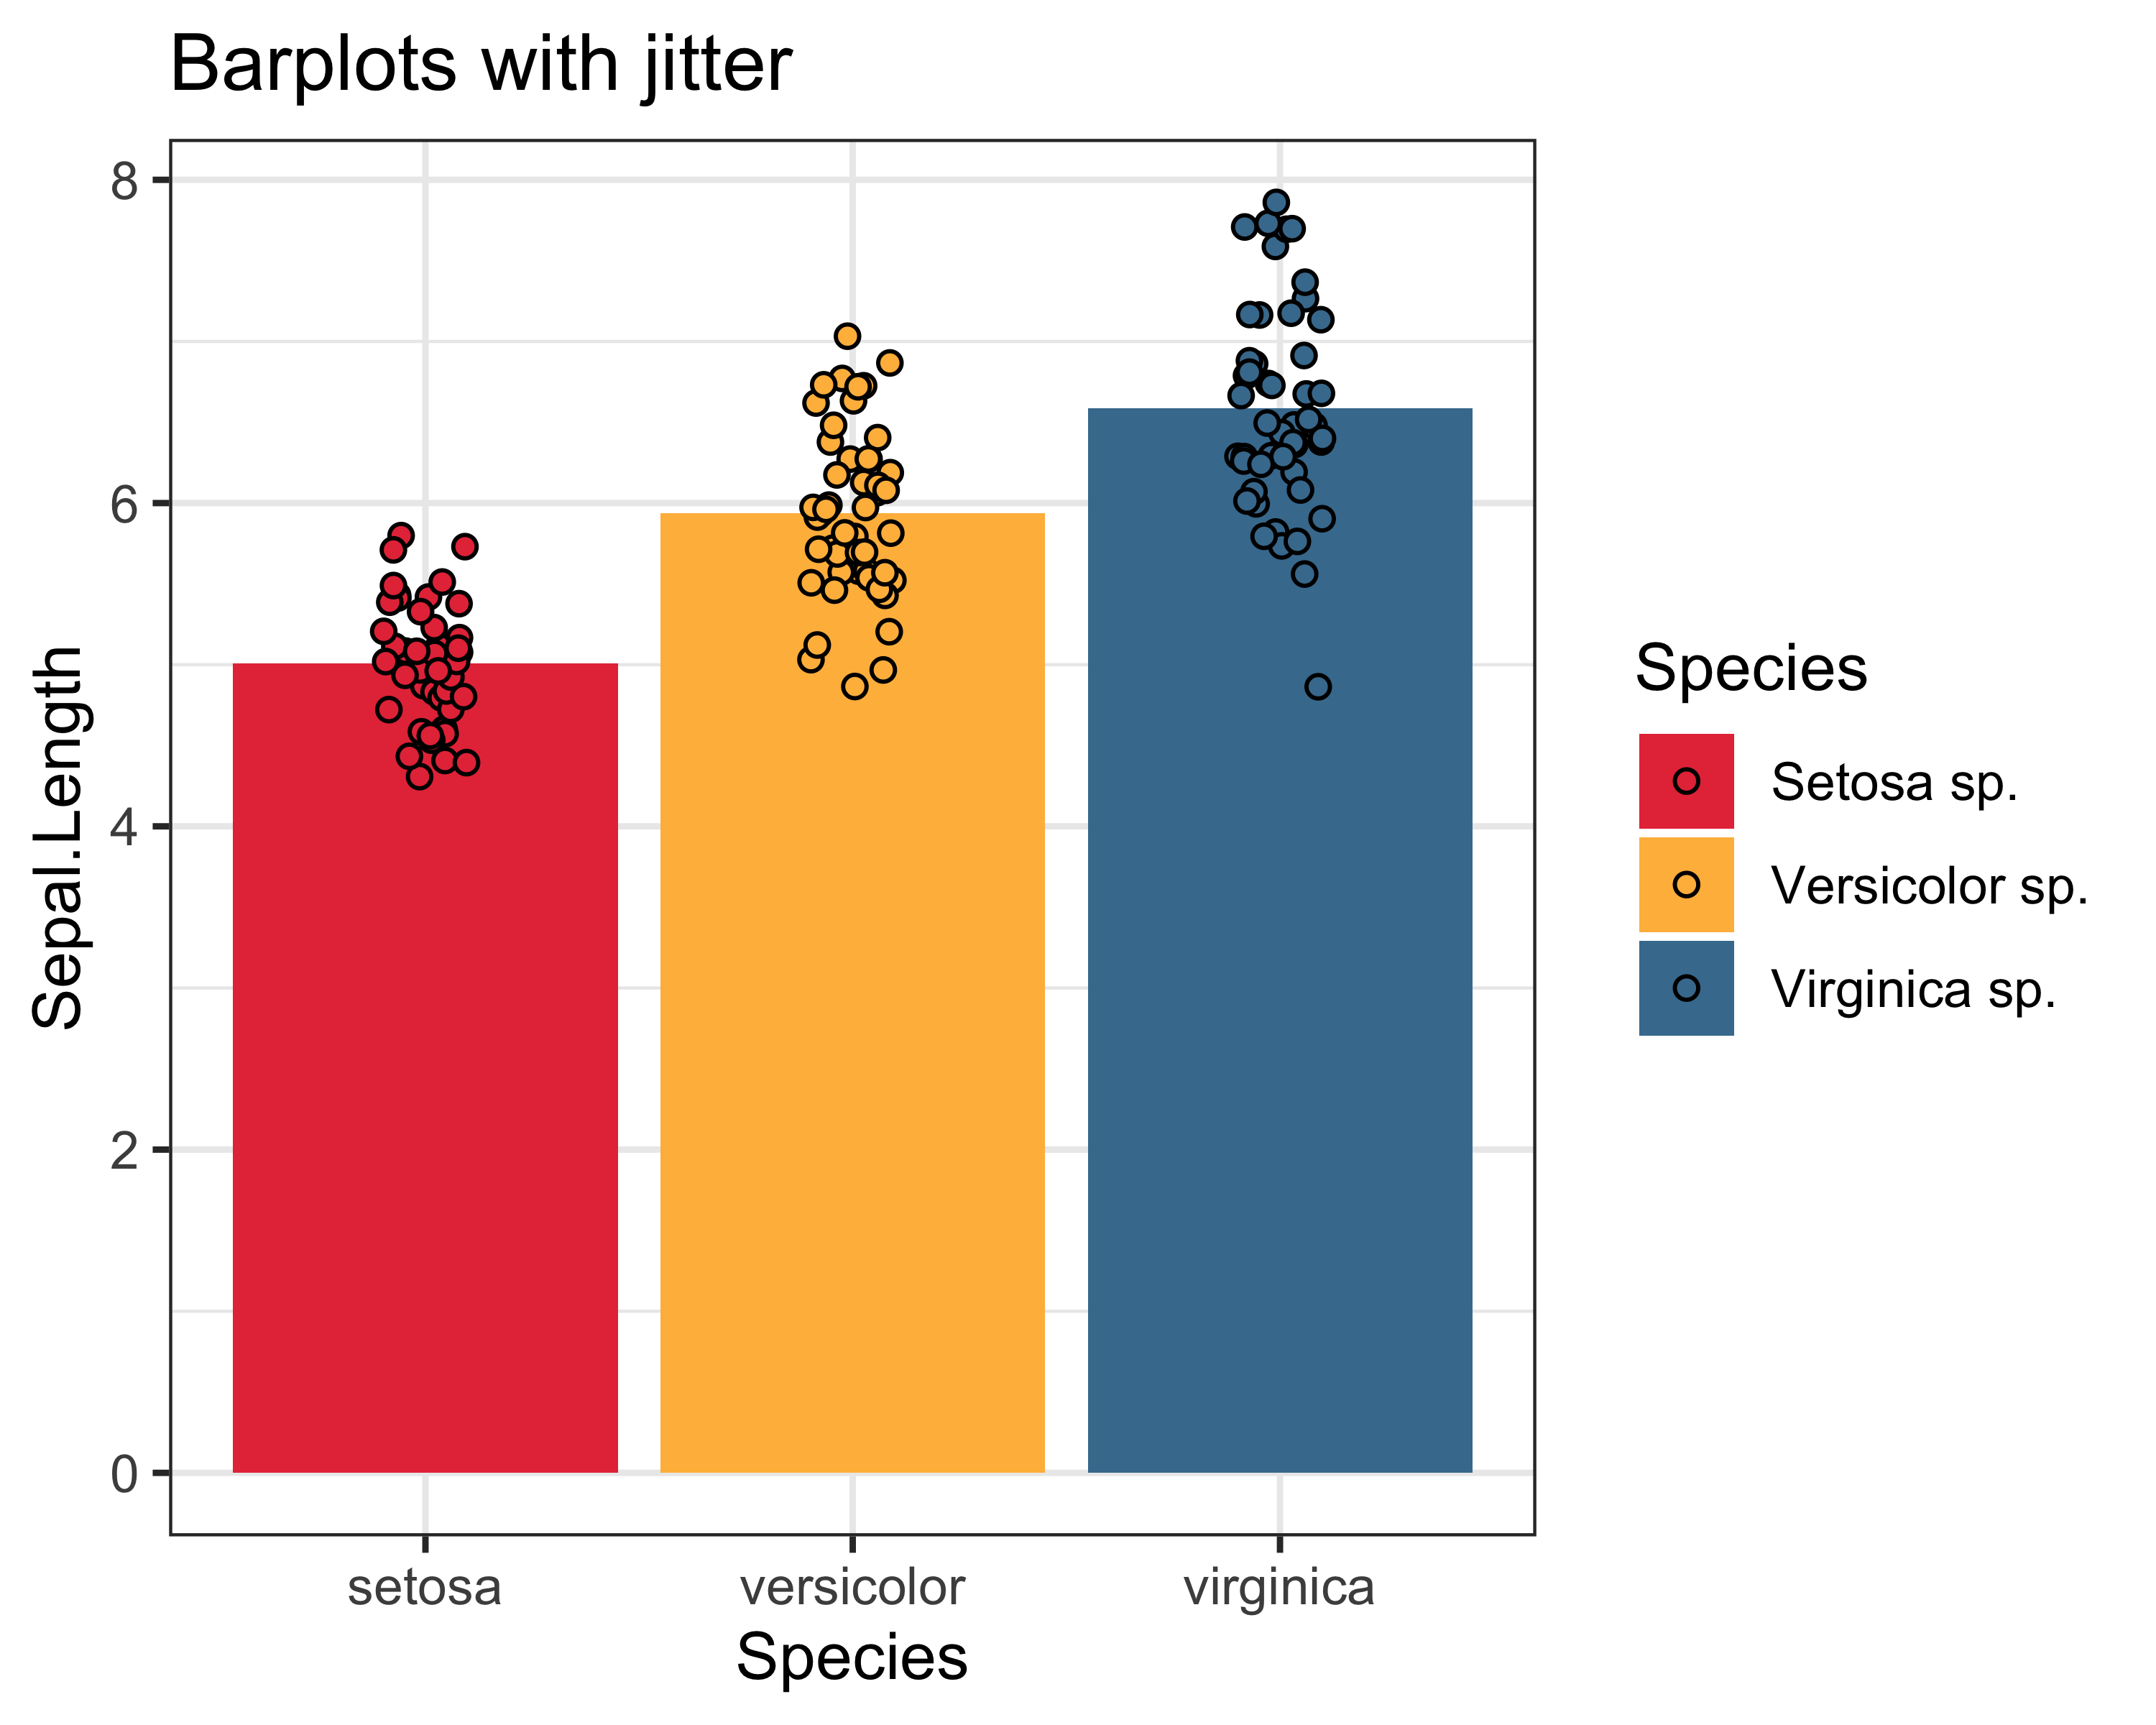 Barplots with jitter
Sepal.Length
8
6
4
2
0
setosa
versicolor
virginica
Species
Species
Setosa sp.
Versicolor sp.
Virginica sp.